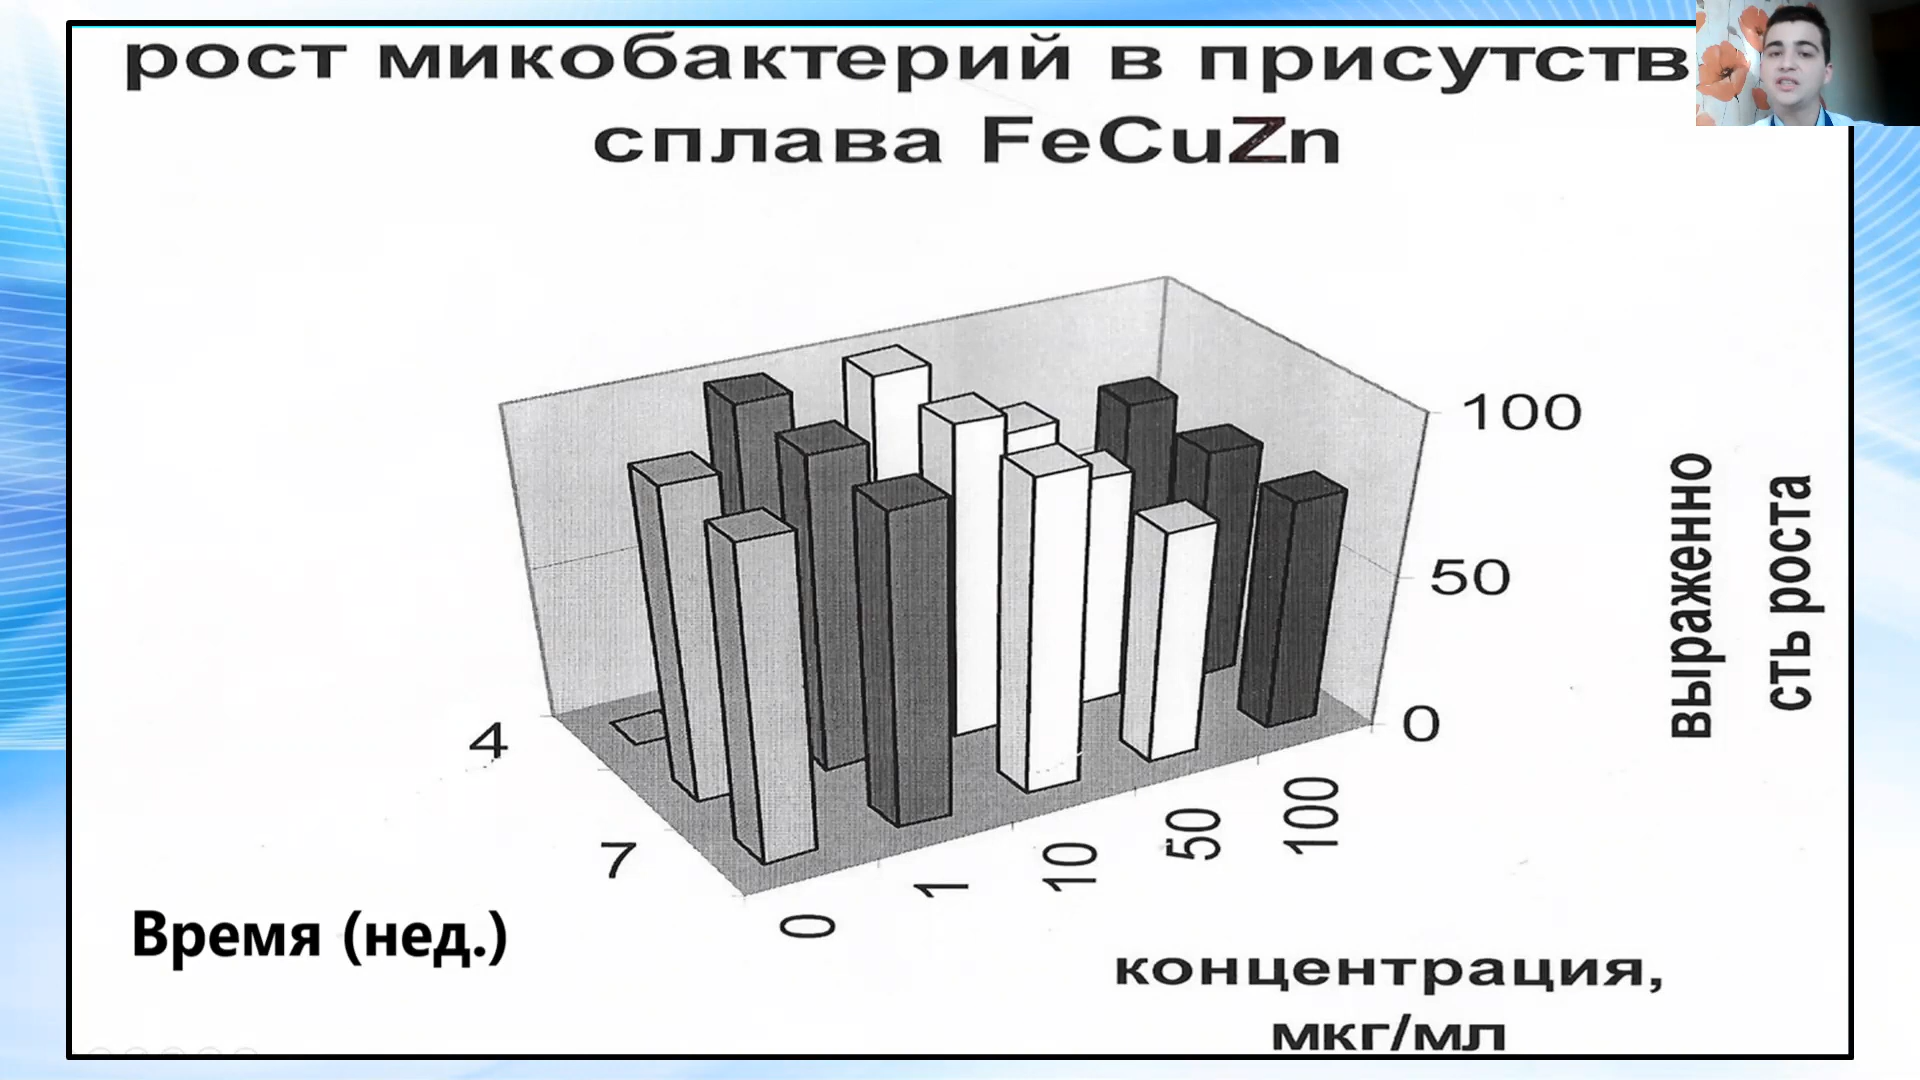 рост микобактерий в присутств
сплава FeCuZn
100
50
0
выраженно
сть роста
4
7
Время (нед.)
0
1
10
50
100
концентрация,
мкг/мл